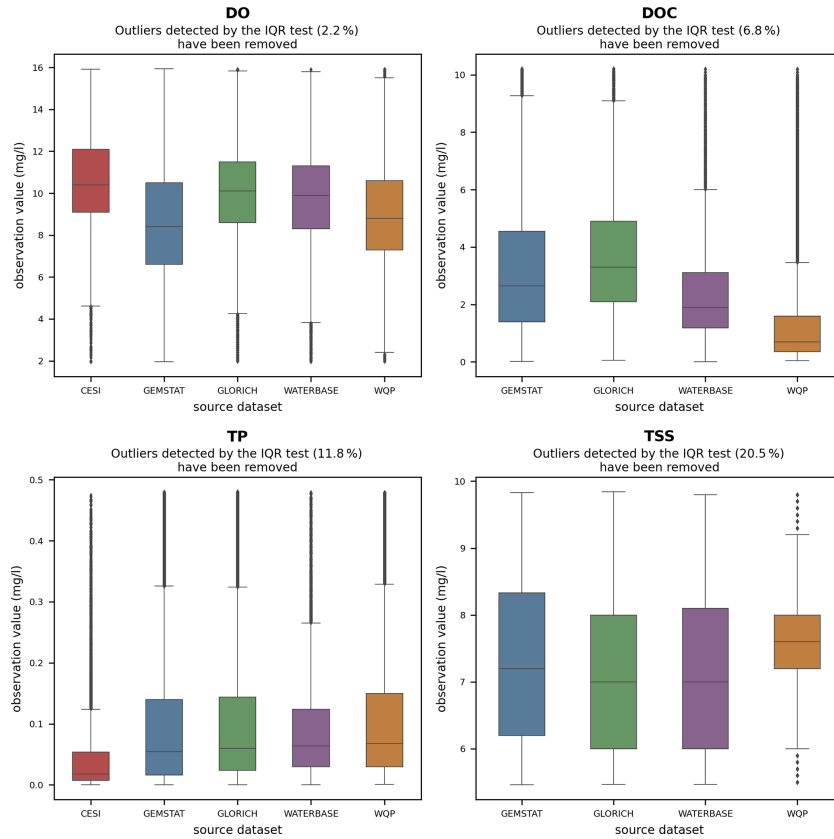 DO
Outliers detected by the IQR test (2.2 %)
have been removed
observation value (mg/l)
16
14
12
10
8
6
4
2
CESI GEMSTAT GLORICH WATERBASE WQP
source dataset
DOC
Outliers detected by the IQR test (6.8 %)
have been removed
observation value (mg/l)
10
8
6
4
2
0
GEMSTAT GLORICH WATERBASE WQP
source dataset
TP
Outliers detected by the IQR test (11.8 %)
have been removed
observation value (mg/l)
0.5
0.4
0.3
0.2
0.1
0.0
CESI GEMSTAT GLORICH WATERBASE WQP
source dataset
TSS
Outliers detected by the IQR test (20.5 %)
have been removed
observation value (mg/l)
10
9
8
7
6
GEMSTAT GLORICH WATERBASE WQP
source dataset